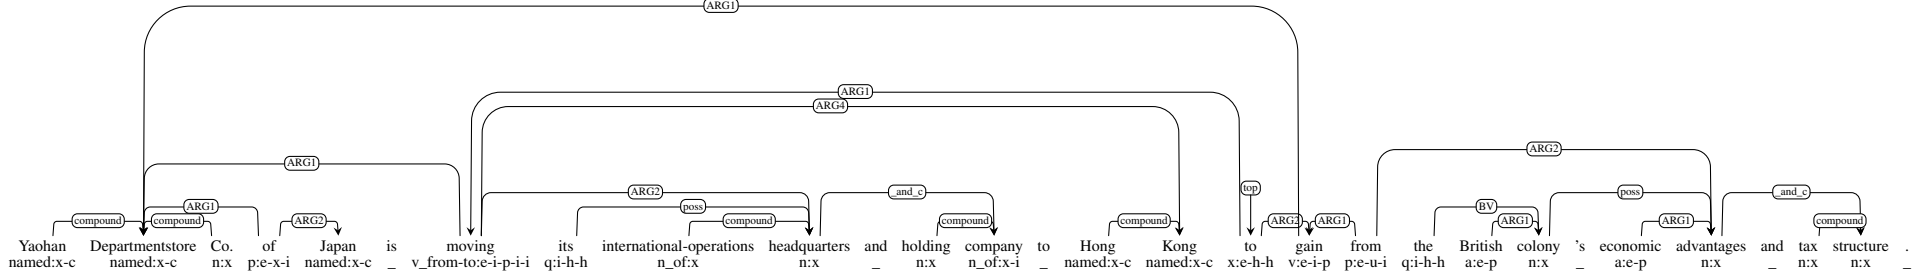 ARG1
ARG1
ARG4
ARG1 ARG2
ARG2 _and_c top poss _and_c
ARG1 poss BV
compound compound ARG2 compound compound compound ARG2 ARG1 ARG1 ARG1 compound
Yaohan Departmentstore Co. of Japan is moving its international-operations headquarters and holding company to Hong Kong to gain from the British colony 's economic advantages and tax structure .
named:x-c named:x-c n:x p:e-x-i named:x-c _ v_from-to:e-i-p-i-i q:i-h-h n_of:x n:x _ n:x n_of:x-i _ named:x-c named:x-c x:e-h-h v:e-i-p p:e-u-i q:i-h-h a:e-p n:x _ a:e-p n:x _ n:x n:x _